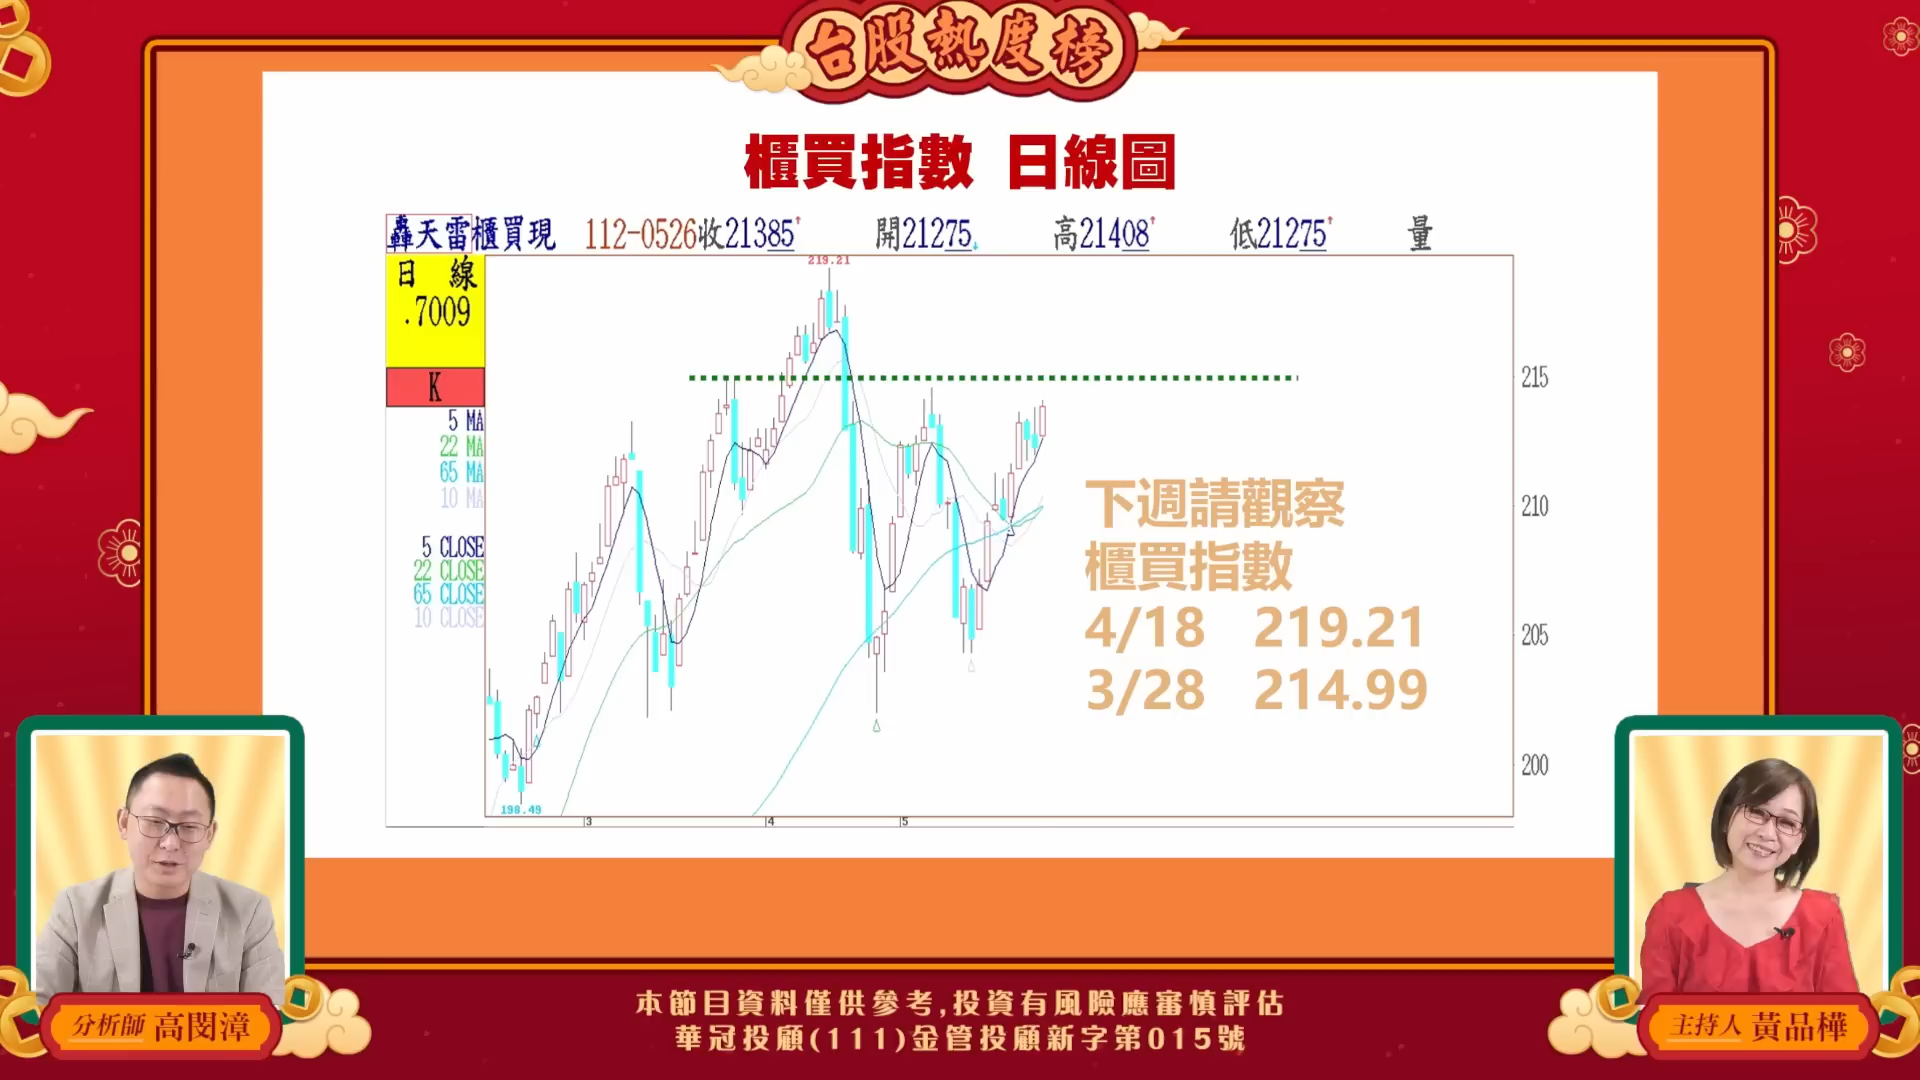 台股熱度榜
櫃買指數 日線圖
轟天雷櫃買現 112-0526收21385 開21275 高21408 低21275 量
日線
.7009
K
5 MA
22 MA
65 MA
10 MA
5 CLOSE
22 CLOSE
65 CLOSE
10 CLOSE
219.21
198.49
215
210
205
200
3 4 5
下週請觀察
櫃買指數
4/18 219.21
3/28 214.99
分析師 高閔漳
主持人 黃品樺
本節目資料僅供參考,投資有風險應審慎評估
華冠投顧(111)金管投顧新字第015號